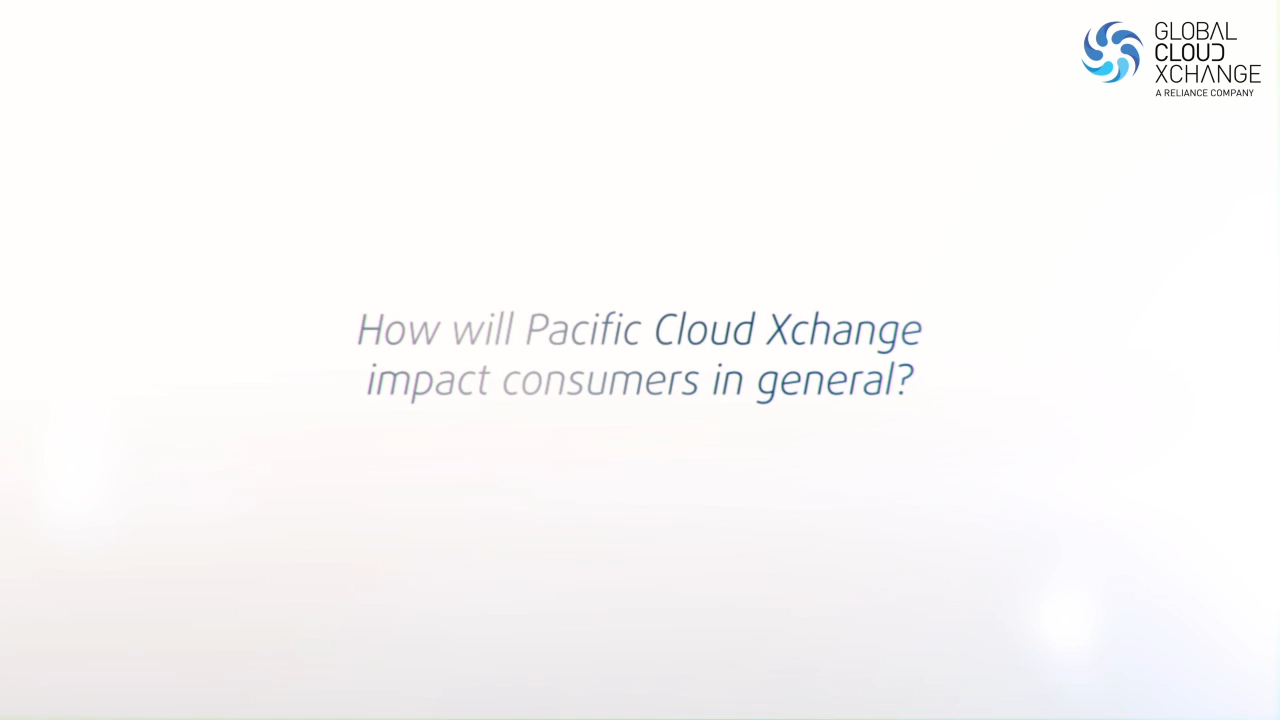 GLOBAL
CLOUD
XCHANGE
A RELIANCE COMPANY
How will Pacific Cloud Xchange
impact consumers in general?